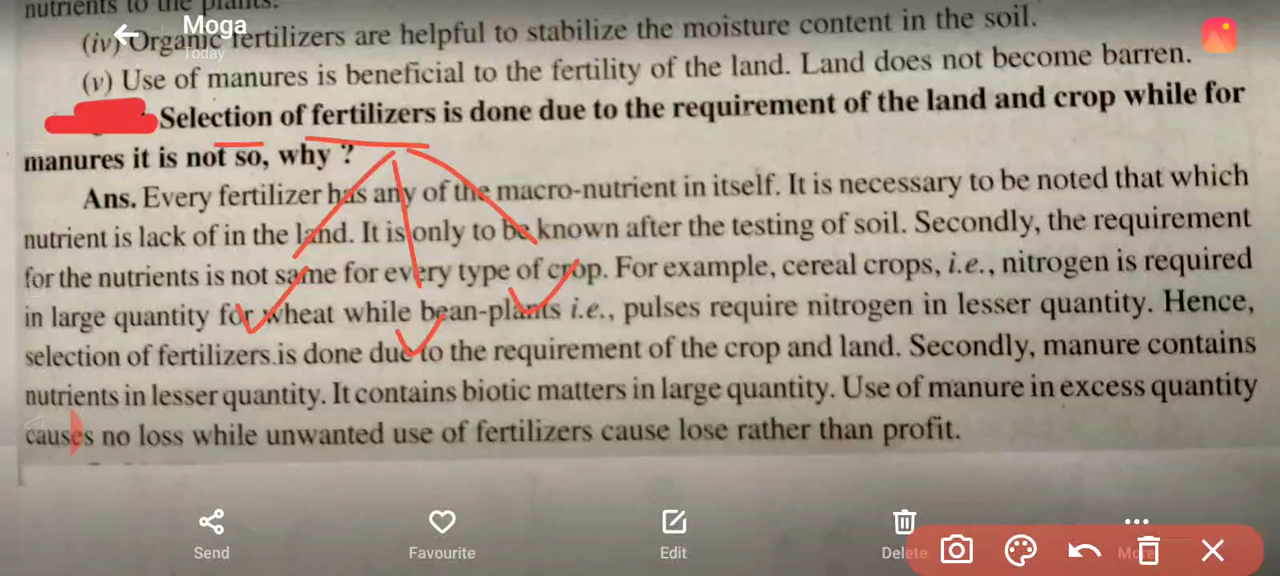 nutrients to the plants.
Moga
Today
(iv) Organic fertilizers are helpful to stabilize the moisture content in the soil.
(v) Use of manures is beneficial to the fertility of the land. Land does not become barren.
Selection of fertilizers is done due to the requirement of the land and crop while for
manures it is not so, why ?
Ans. Every fertilizer has any of the macro-nutrient in itself. It is necessary to be noted that which
nutrient is lack of in the land. It is only to be known after the testing of soil. Secondly, the requirement
for the nutrients is not same for every type of crop. For example, cereal crops, i.e., nitrogen is required
in large quantity for wheat while bean-plants i.e., pulses require nitrogen in lesser quantity. Hence,
selection of fertilizers.is done due to the requirement of the crop and land. Secondly, manure contains
nutrients in lesser quantity. It contains biotic matters in large quantity. Use of manure in excess quantity
causes no loss while unwanted use of fertilizers cause lose rather than profit.
Send
Favourite
Edit
Delete
More